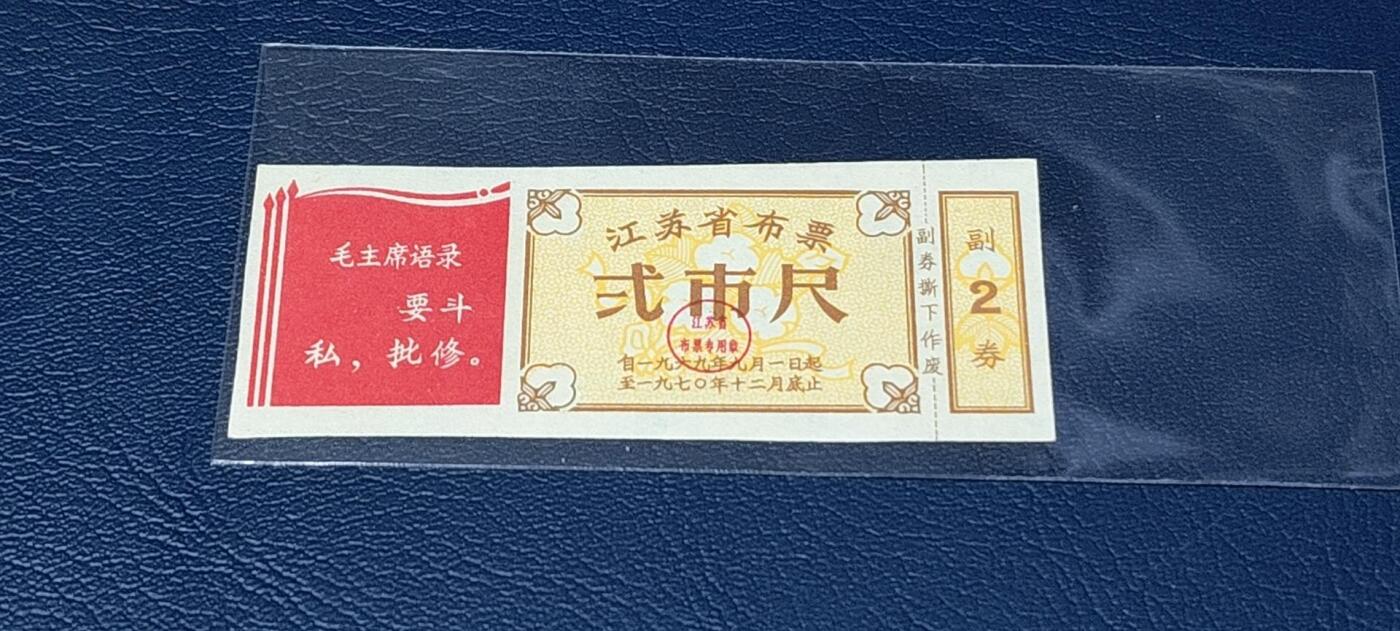 毛主席语录
要斗
私，批修。
江苏省布票
弍市尺
江苏省
布票专用章
自一九六九年九月一日起
至一九七〇年十二月底止
副券撕下作废
副
2
券